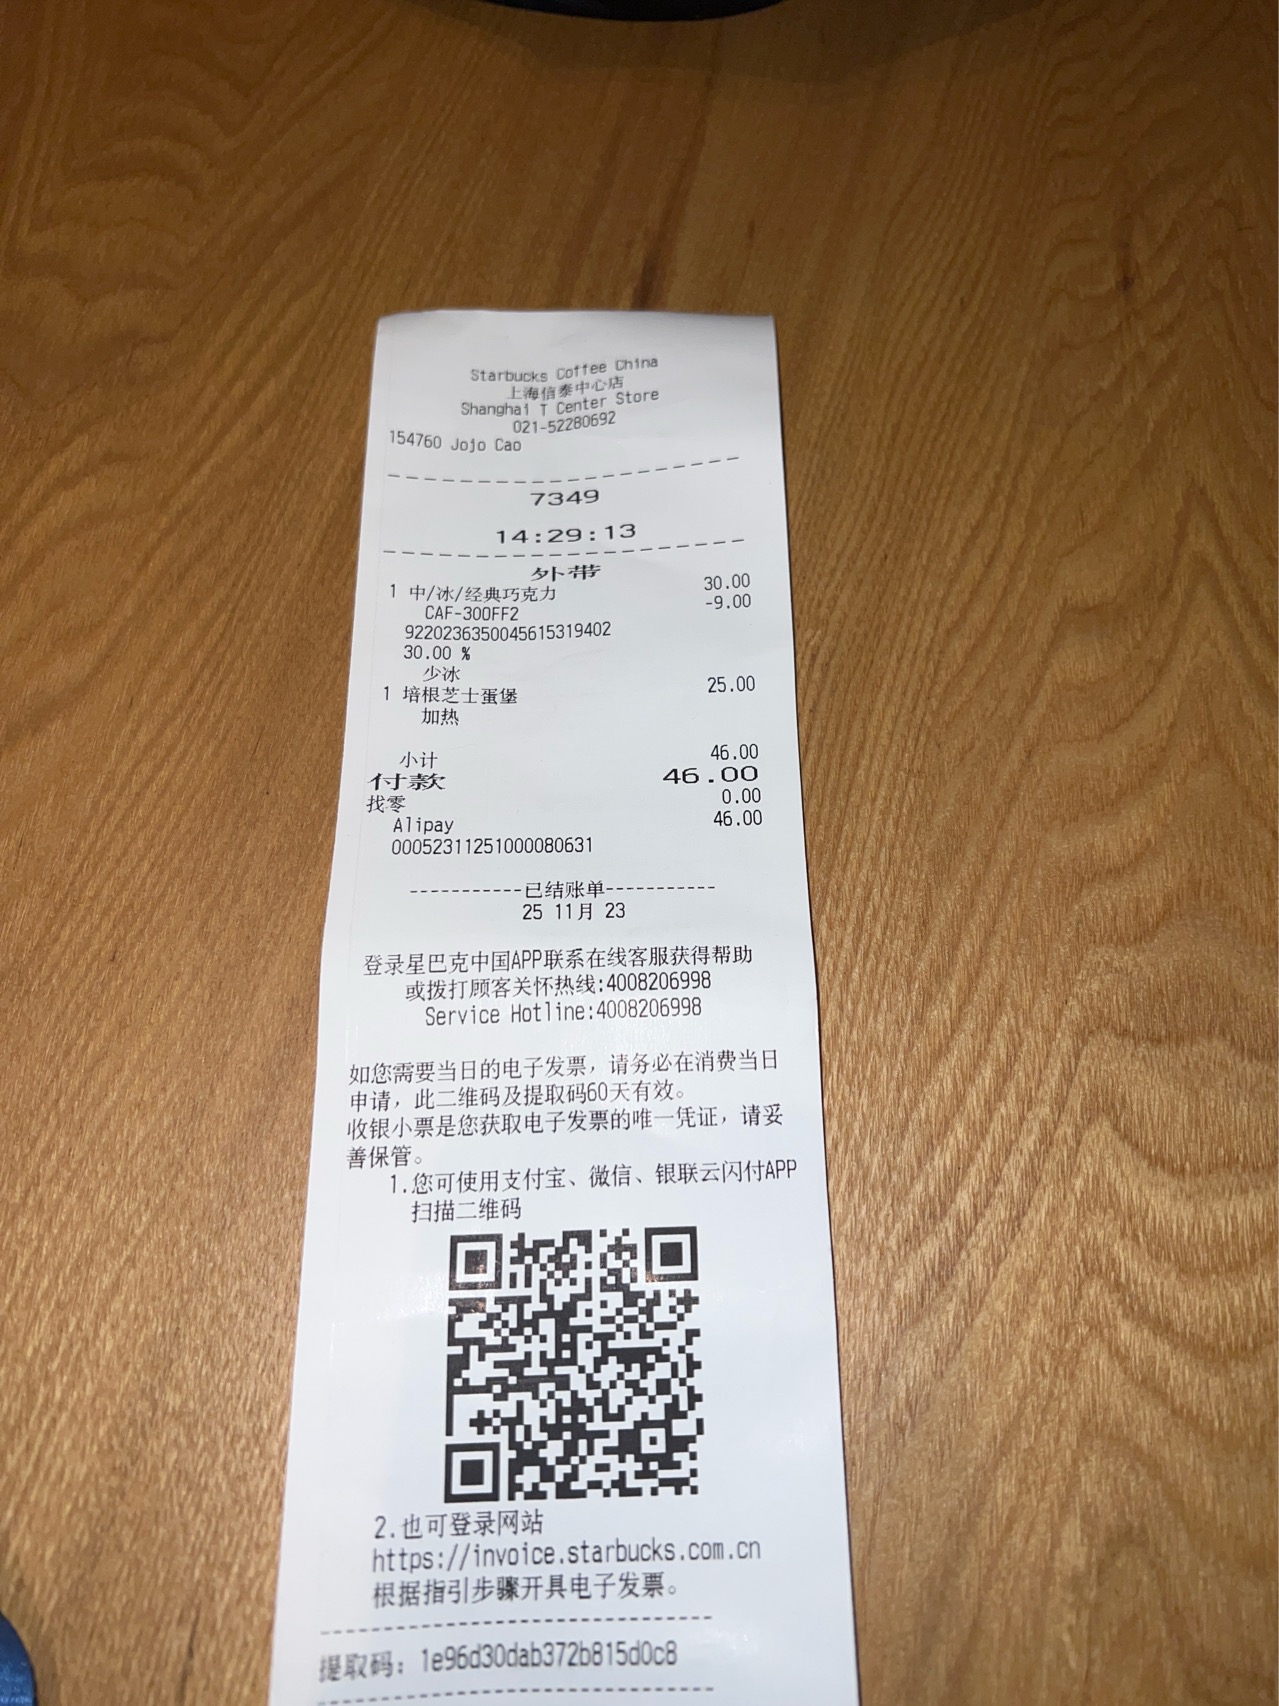 Starbucks Coffee China
上海信泰中心店
Shanghai T Center Store
021-52280692
154760 Jojo Cao
7349
14:29:13
外带
1 中/冰/经典巧克力 30.00
CAF-300FF2 -9.00
9220236350045615319402
30.00 %
少冰
1 培根芝士蛋堡 25.00
加热
小计 46.00
付款 46.00
找零 0.00
Alipay 46.00
00052311251000080631
-----------已结账单-----------
25 11月 23
登录星巴克中国APP联系在线客服获得帮助
或拨打顾客关怀热线:4008206998
Service Hotline:4008206998
如您需要当日的电子发票，请务必在消费当日
申请，此二维码及提取码60天有效。
收银小票是您获取电子发票的唯一凭证，请妥
善保管。
1.您可使用支付宝、微信、银联云闪付APP
扫描二维码
2.也可登录网站
https://invoice.starbucks.com.cn
根据指引步骤开具电子发票。
提取码：1e96d30dab372b815d0c8